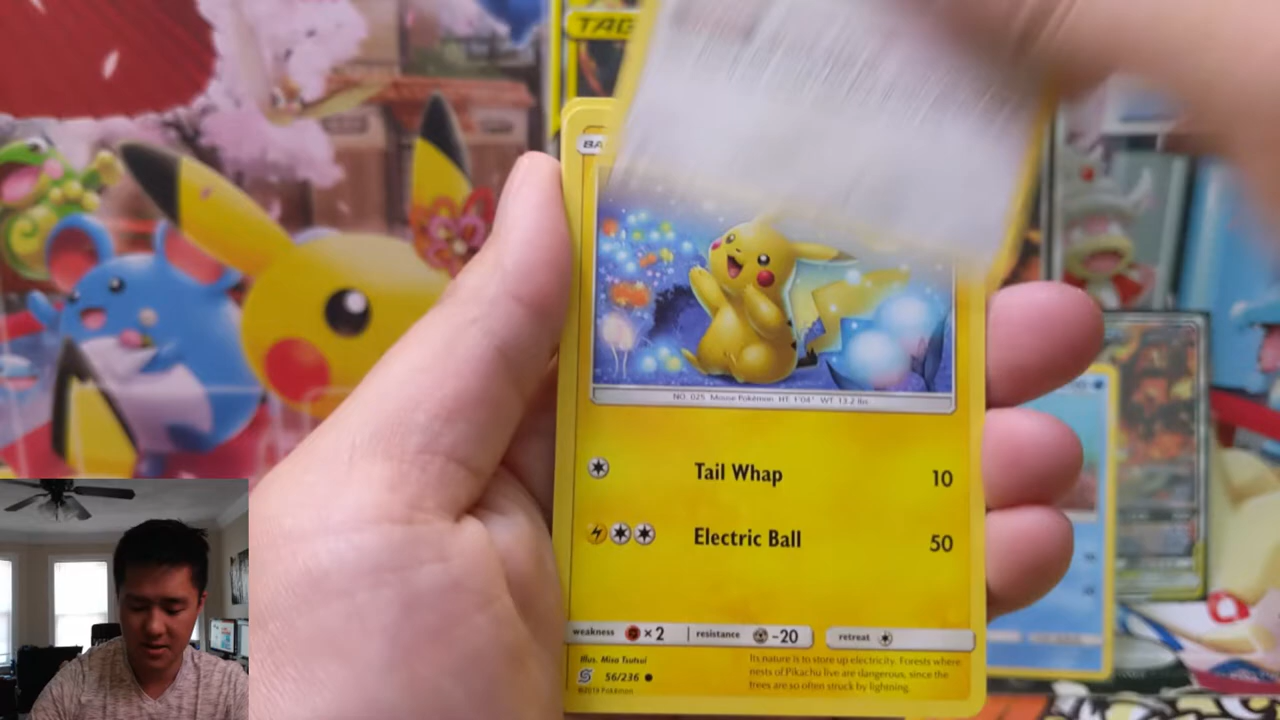 TAG
BA
NO. 025 Mouse Pokémon HT: 1'04" WT: 13.2 lbs.
Tail Whap 10
Electric Ball 50
weakness ×2 resistance -20 retreat
Illus. Misa Tsutsui
56/236
©2019 Pokémon
Its nature is to store up electricity. Forests where
nests of Pikachu live are dangerous, since the
trees are so often struck by lightning.